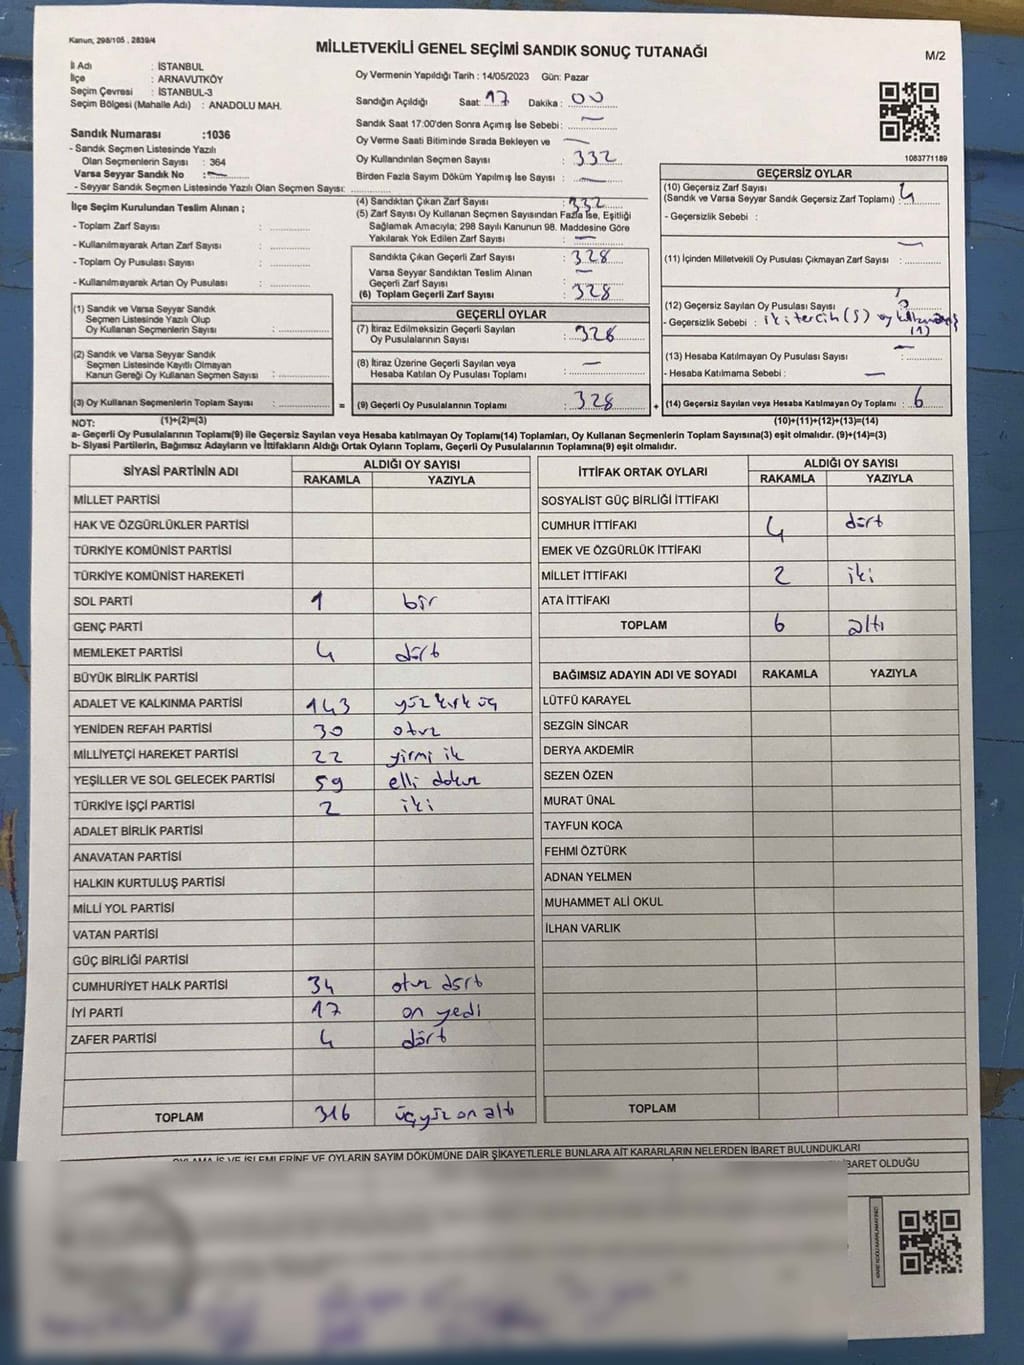 Kanun, 298/105 , 2839/4
MİLLETVEKİLİ GENEL SEÇİMİ SANDIK SONUÇ TUTANAĞI
M/2
İl Adı : İSTANBUL
İlçe : ARNAVUTKÖY
Seçim Çevresi : İSTANBUL-3
Seçim Bölgesi (Mahalle Adı) : ANADOLU MAH.
Sandık Numarası :1036
- Sandık Seçmen Listesinde Yazılı
Olan Seçmenlerin Sayısı : 364
Varsa Seyyar Sandık No : —
- Seyyar Sandık Seçmen Listesinde Yazılı Olan Seçmen Sayısı:
Oy Vermenin Yapıldığı Tarih : 14/05/2023 Gün: Pazar
Sandığın Açıldığı Saat: 17 Dakika : 00
Sandık Saat 17:00'den Sonra Açımış İse Sebebi: —
Oy Verme Saati Bitiminde Sırada Bekleyen ve —
Oy Kullandırılan Seçmen Sayısı : 332
Birden Fazla Sayım Döküm Yapılmış İse Sayısı : —
1083771189
İlçe Seçim Kurulundan Teslim Alınan ;
- Toplam Zarf Sayısı :
- Kullanılmayarak Artan Zarf Sayısı :
- Toplam Oy Pusulası Sayısı :
- Kullanılmayarak Artan Oy Pusulası :
(1) Sandık ve Varsa Seyyar Sandık
Seçmen Listesinde Yazılı Olup
Oy Kullanan Seçmenlerin Sayısı :
(2) Sandık ve Varsa Seyyar Sandık
Seçmen Listesinde Kayıtlı Olmayan
Kanun Gereği Oy Kullanan Seçmen Sayısı :
(3) Oy Kullanan Seçmenlerin Toplam Sayısı :
(4) Sandıktan Çıkan Zarf Sayısı : 332
(5) Zarf Sayısı Oy Kullanan Seçmen Sayısından Fazla İse, Eşitliği
Sağlamak Amacıyla; 298 Sayılı Kanunun 98. Maddesine Göre
Yakılarak Yok Edilen Zarf Sayısı : —
Sandıkta Çıkan Geçerli Zarf Sayısı : 328
Varsa Seyyar Sandıktan Teslim Alınan
Geçerli Zarf Sayısı : —
(6) Toplam Geçerli Zarf Sayısı : 328
GEÇERLİ OYLAR
(7) İtiraz Edilmeksizin Geçerli Sayılan
Oy Pusulalarının Sayısı : 328
(8) İtiraz Üzerine Geçerli Sayılan veya
Hesaba Katılan Oy Pusulası Toplamı : —
= (9) Geçerli Oy Pusulalarının Toplamı : 328
GEÇERSİZ OYLAR
(10) Geçersiz Zarf Sayısı : 4
(Sandık ve Varsa Seyyar Sandık Geçersiz Zarf Toplamı)
- Geçersizlik Sebebi :
—
(11) İçinden Milletvekili Oy Pusulası Çıkmayan Zarf Sayısı :
(12) Geçersiz Sayılan Oy Pusulası Sayısı :
- Geçersizlik Sebebi : iki tercih (5) oy
(1)
(13) Hesaba Katılmayan Oy Pusulası Sayısı : —
- Hesaba Katılmama Sebebi : —
+ (14) Geçersiz Sayılan veya Hesaba Katılmayan Oy Toplamı : 6
NOT: (1)+(2)=(3) (10)+(11)+(12)+(13)=(14)
a- Geçerli Oy Pusulalarının Toplamı(9) ile Geçersiz Sayılan veya Hesaba katılmayan Oy Toplamı(14) Toplamları, Oy Kullanan Seçmenlerin Toplam Sayısına(3) eşit olmalıdır. (9)+(14)=(3)
b- Siyasi Partilerin, Bağımsız Adayların ve İttifakların Aldığı Ortak Oyların Toplamı, Geçerli Oy Pusulalarının Toplamına(9) eşit olmalıdır.
SİYASİ PARTİNİN ADI ALDIĞI OY SAYISI
RAKAMLA YAZIYLA
MİLLET PARTİSİ
HAK VE ÖZGÜRLÜKLER PARTİSİ
TÜRKİYE KOMÜNİST PARTİSİ
TÜRKİYE KOMÜNİST HAREKETİ
SOL PARTİ 1 bir
GENÇ PARTİ
MEMLEKET PARTİSİ 4 dört
BÜYÜK BİRLİK PARTİSİ
ADALET VE KALKINMA PARTİSİ 143 yüz kırk üç
YENİDEN REFAH PARTİSİ 30 otuz
MİLLİYETÇİ HAREKET PARTİSİ 22 yirmi ik
YEŞİLLER VE SOL GELECEK PARTİSİ 59 elli dokuz
TÜRKİYE İŞÇİ PARTİSİ 2 iki
ADALET BİRLİK PARTİSİ
ANAVATAN PARTİSİ
HALKIN KURTULUŞ PARTİSİ
MİLLİ YOL PARTİSİ
VATAN PARTİSİ
GÜÇ BİRLİĞİ PARTİSİ
CUMHURİYET HALK PARTİSİ 34 otuz dört
İYİ PARTİ 17 on yedi
ZAFER PARTİSİ 4 dört
TOPLAM 316 üçyüz on altı
İTTİFAK ORTAK OYLARI ALDIĞI OY SAYISI
RAKAMLA YAZIYLA
SOSYALİST GÜÇ BİRLİĞİ İTTİFAKI
CUMHUR İTTİFAKI 4 dört
EMEK VE ÖZGÜRLÜK İTTİFAKI
MİLLET İTTİFAKI 2 iki
ATA İTTİFAKI
TOPLAM 6 altı
BAĞIMSIZ ADAYIN ADI VE SOYADI RAKAMLA YAZIYLA
LÜTFÜ KARAYEL
SEZGİN SİNCAR
DERYA AKDEMİR
SEZEN ÖZEN
MURAT ÜNAL
TAYFUN KOCA
FEHMİ ÖZTÜRK
ADNAN YELMEN
MUHAMMET ALİ OKUL
İLHAN VARLIK
TOPLAM
OYLAMA İŞ VE İŞLEMLERİNE VE OYLARIN SAYIM DÖKÜMÜNE DAİR ŞİKAYETLERLE BUNLARA AİT KARARLARIN NELERDEN İBARET BULUNDUKLARI
İBARET OLDUĞU